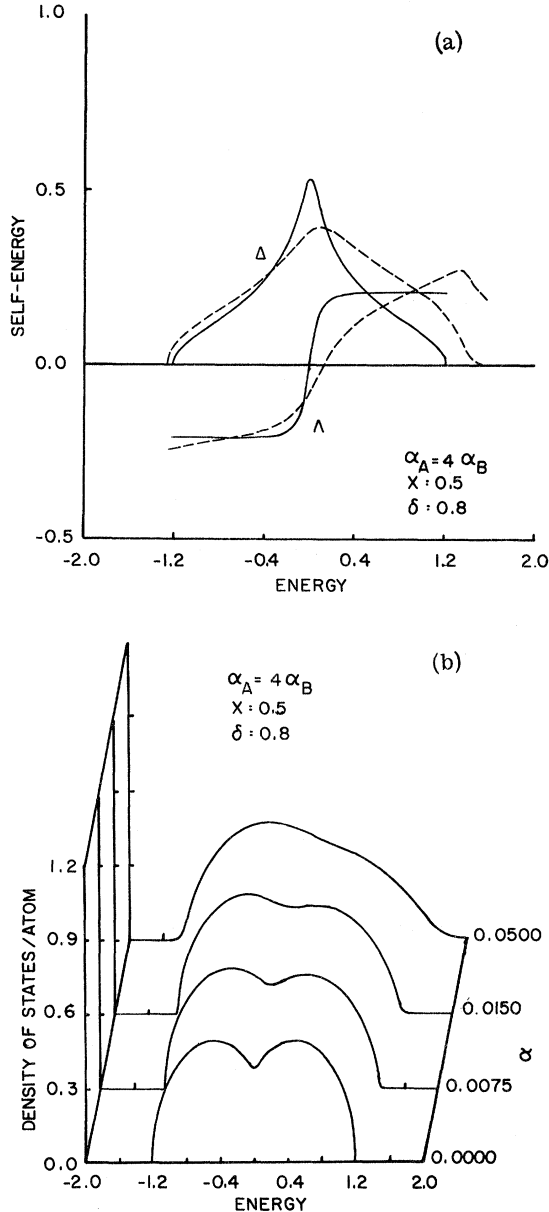 (a)
1.0
0.5
0.0
-0.5
SELF-ENERGY
Δ
Λ
α_A = 4 α_B
X : 0.5
δ : 0.8
-2.0 -1.2 -0.4 0.4 1.2 2.0
ENERGY
(b)
α_A = 4 α_B
X : 0.5
δ : 0.8
1.2
0.9
0.6
0.3
0.0
DENSITY OF STATES/ATOM
0.0500
0.0150
0.0075
0.0000
α
-2.0 -1.2 -0.4 0.4 1.2 2.0
ENERGY